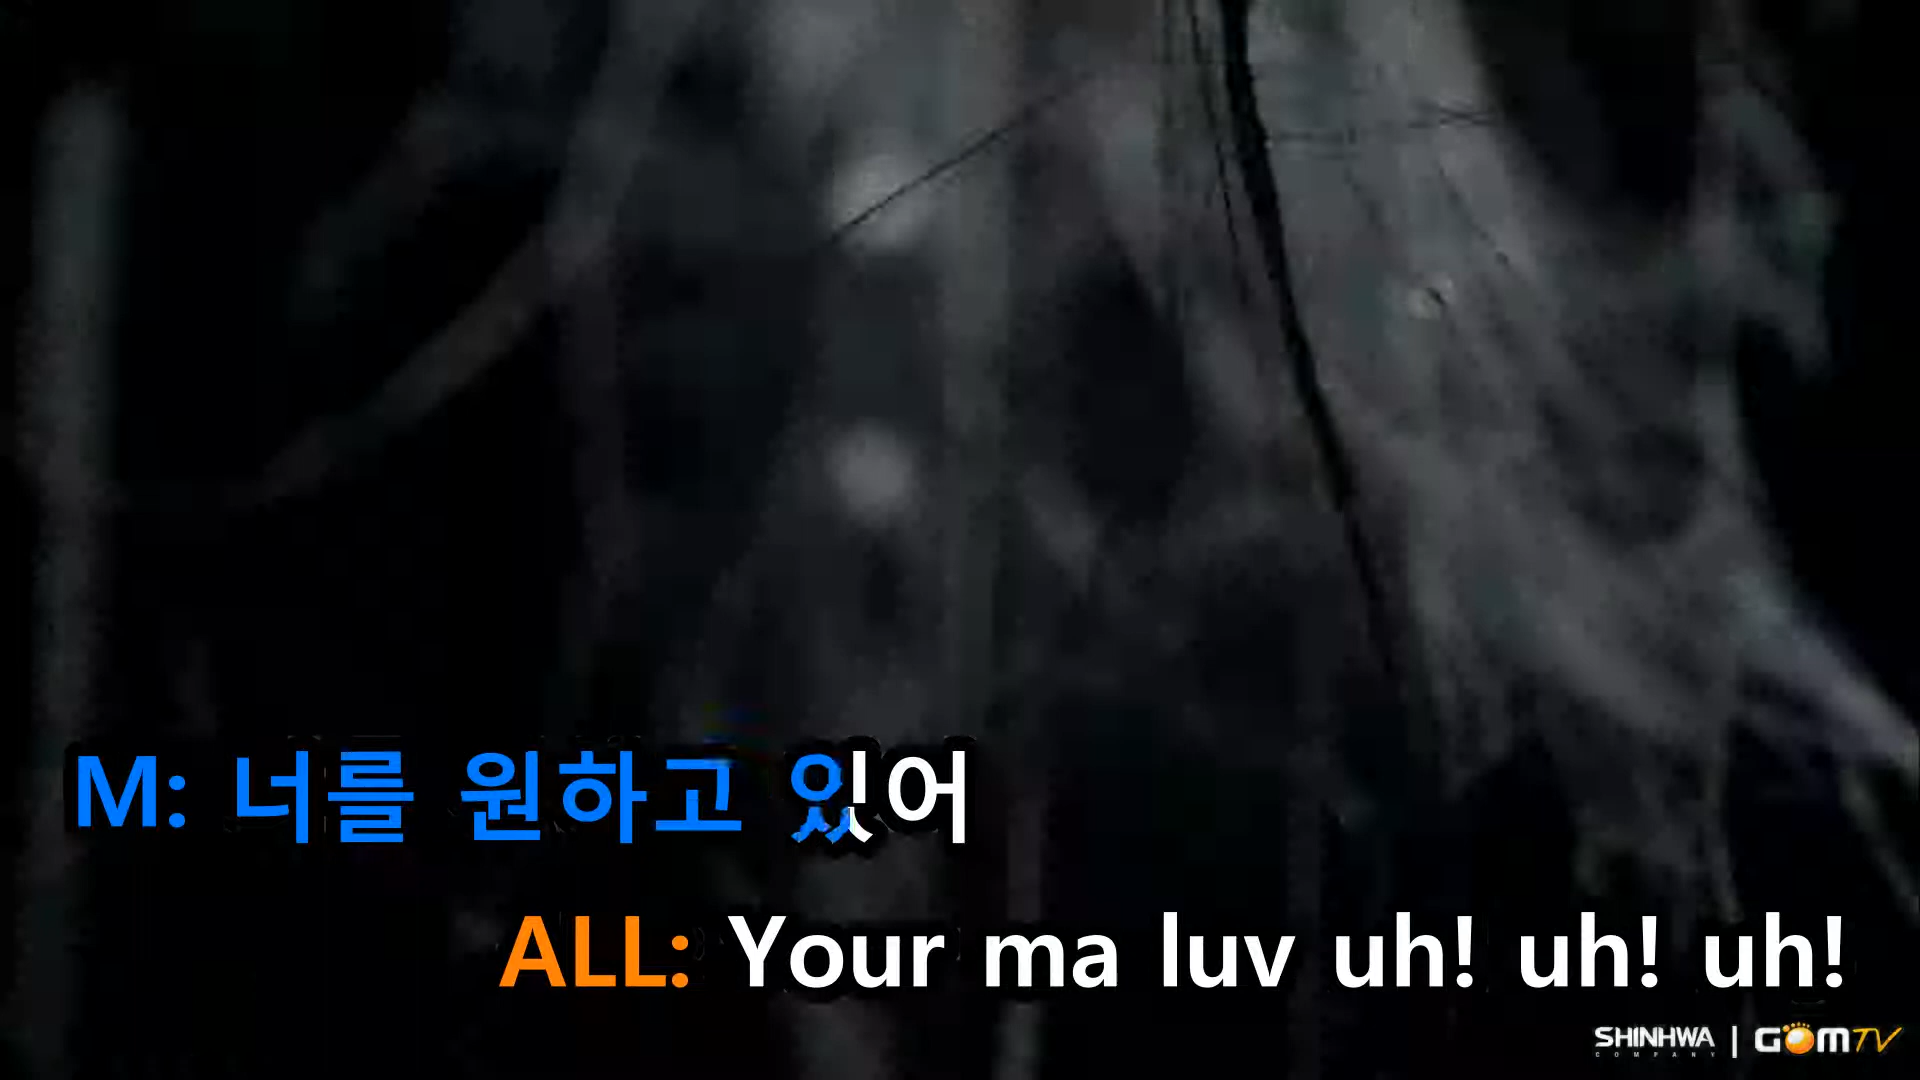 M: 너를 원하고 있어
ALL: Your ma luv uh! uh! uh!
SHINHWA COMPANY | GOMTV